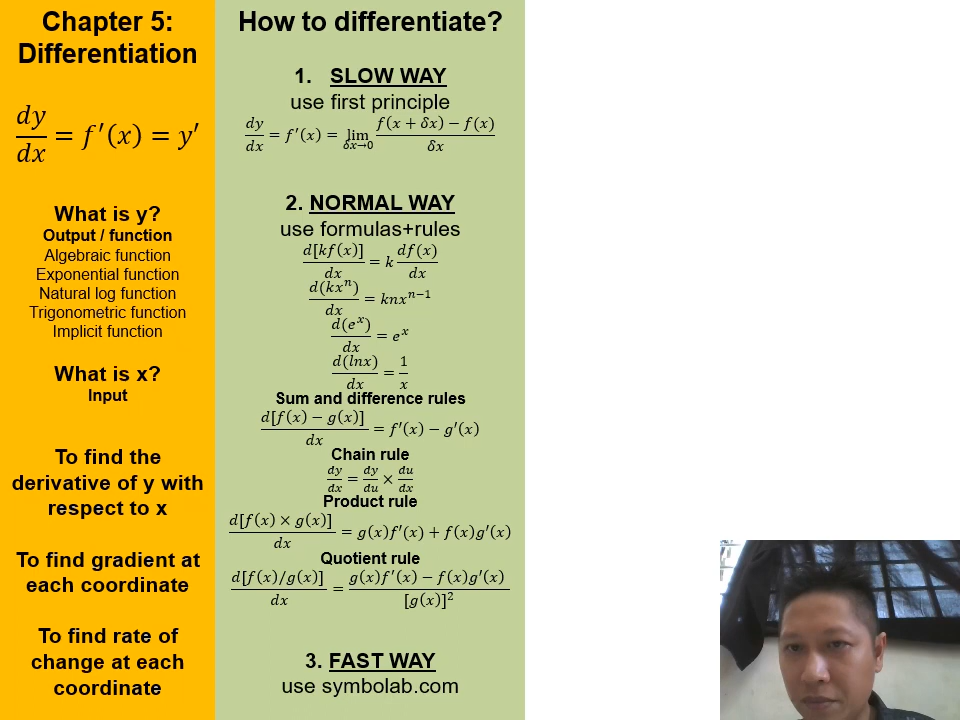 Chapter 5:
Differentiation
dy/dx = f′(x) = y′
What is y?
Output / function
Algebraic function
Exponential function
Natural log function
Trigonometric function
Implicit function
What is x?
Input
To find the
derivative of y with
respect to x
To find gradient at
each coordinate
To find rate of
change at each
coordinate
How to differentiate?
1. SLOW WAY
use first principle
dy/dx = f′(x) = lim δx→0 (f(x + δx) − f(x))/δx
2. NORMAL WAY
use formulas+rules
d[kf(x)]/dx = k df(x)/dx
d(kxⁿ)/dx = knxⁿ⁻¹
d(eˣ)/dx = eˣ
d(lnx)/dx = 1/x
Sum and difference rules
d[f(x) − g(x)]/dx = f′(x) − g′(x)
Chain rule
dy/dx = dy/du × du/dx
Product rule
d[f(x) × g(x)]/dx = g(x)f′(x) + f(x)g′(x)
Quotient rule
d[f(x)/g(x)]/dx = (g(x)f′(x) − f(x)g′(x))/[g(x)]²
3. FAST WAY
use symbolab.com